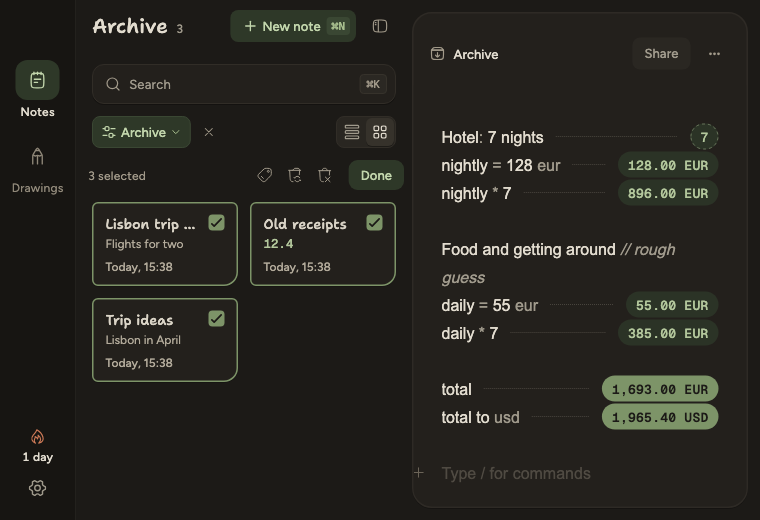 Archive 3
+ New note ⌘N
Notes
Drawings
1 day
Search ⌘K
Archive
3 selected
Done
Lisbon trip ...
Flights for two
Today, 15:38
Old receipts
12.4
Today, 15:38
Trip ideas
Lisbon in April
Today, 15:38
Archive
Share
Hotel: 7 nights 7
nightly = 128 eur 128.00 EUR
nightly * 7 896.00 EUR
Food and getting around // rough
guess
daily = 55 eur 55.00 EUR
daily * 7 385.00 EUR
total 1,693.00 EUR
total to usd 1,965.40 USD
+ Type / for commands